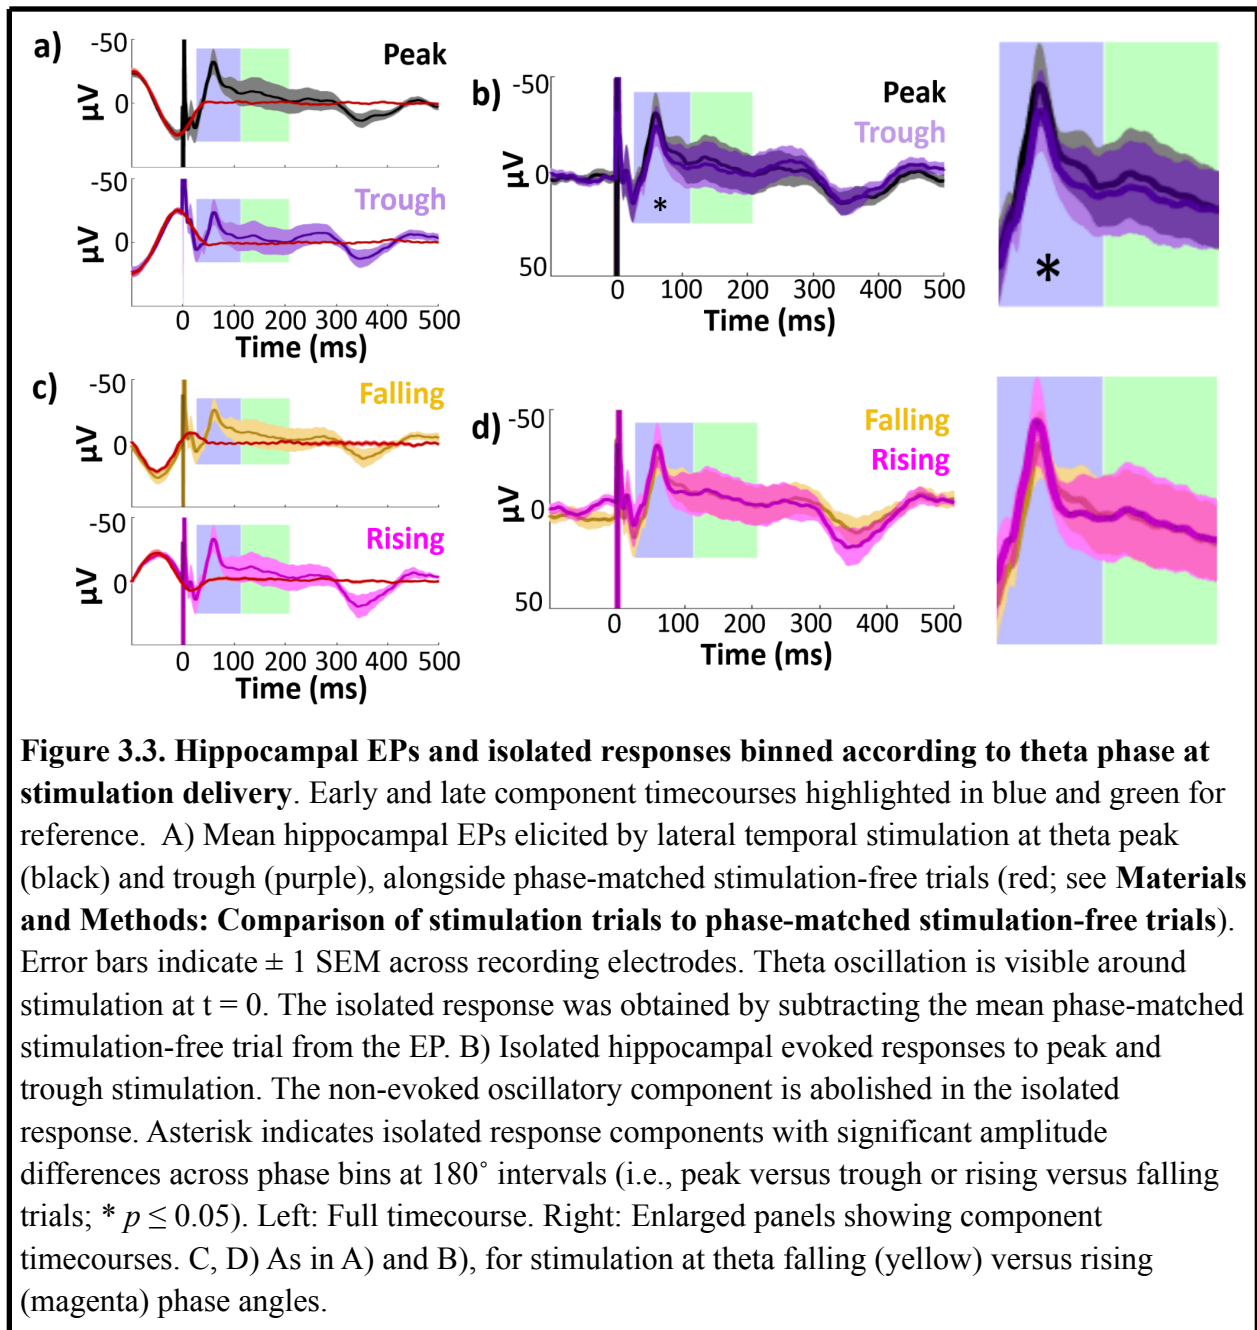 a)
-50
μV
0
Peak
-50
μV
0
Trough
0 100 200 300 400 500
Time (ms)
b)
-50
μV
0
50
Peak
Trough
*
0 100 200 300 400 500
Time (ms)
*
c)
-50
μV
0
Falling
-50
μV
0
Rising
0 100 200 300 400 500
Time (ms)
d)
-50
μV
0
50
Falling
Rising
0 100 200 300 400 500
Time (ms)
Figure 3.3. Hippocampal EPs and isolated responses binned according to theta phase at
stimulation delivery. Early and late component timecourses highlighted in blue and green for
reference. A) Mean hippocampal EPs elicited by lateral temporal stimulation at theta peak
(black) and trough (purple), alongside phase-matched stimulation-free trials (red; see Materials
and Methods: Comparison of stimulation trials to phase-matched stimulation-free trials).
Error bars indicate ± 1 SEM across recording electrodes. Theta oscillation is visible around
stimulation at t = 0. The isolated response was obtained by subtracting the mean phase-matched
stimulation-free trial from the EP. B) Isolated hippocampal evoked responses to peak and
trough stimulation. The non-evoked oscillatory component is abolished in the isolated
response. Asterisk indicates isolated response components with significant amplitude
differences across phase bins at 180˚ intervals (i.e., peak versus trough or rising versus falling
trials; * p ≤ 0.05). Left: Full timecourse. Right: Enlarged panels showing component
timecourses. C, D) As in A) and B), for stimulation at theta falling (yellow) versus rising
(magenta) phase angles.